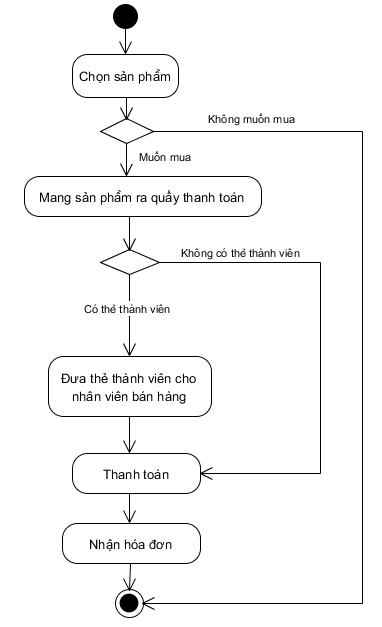 Chọn sản phẩm
Không muốn mua
Muốn mua
Mang sản phẩm ra quầy thanh toán
Không có thẻ thành viên
Có thẻ thành viên
Đưa thẻ thành viên cho
nhân viên bán hàng
Thanh toán
Nhận hóa đơn